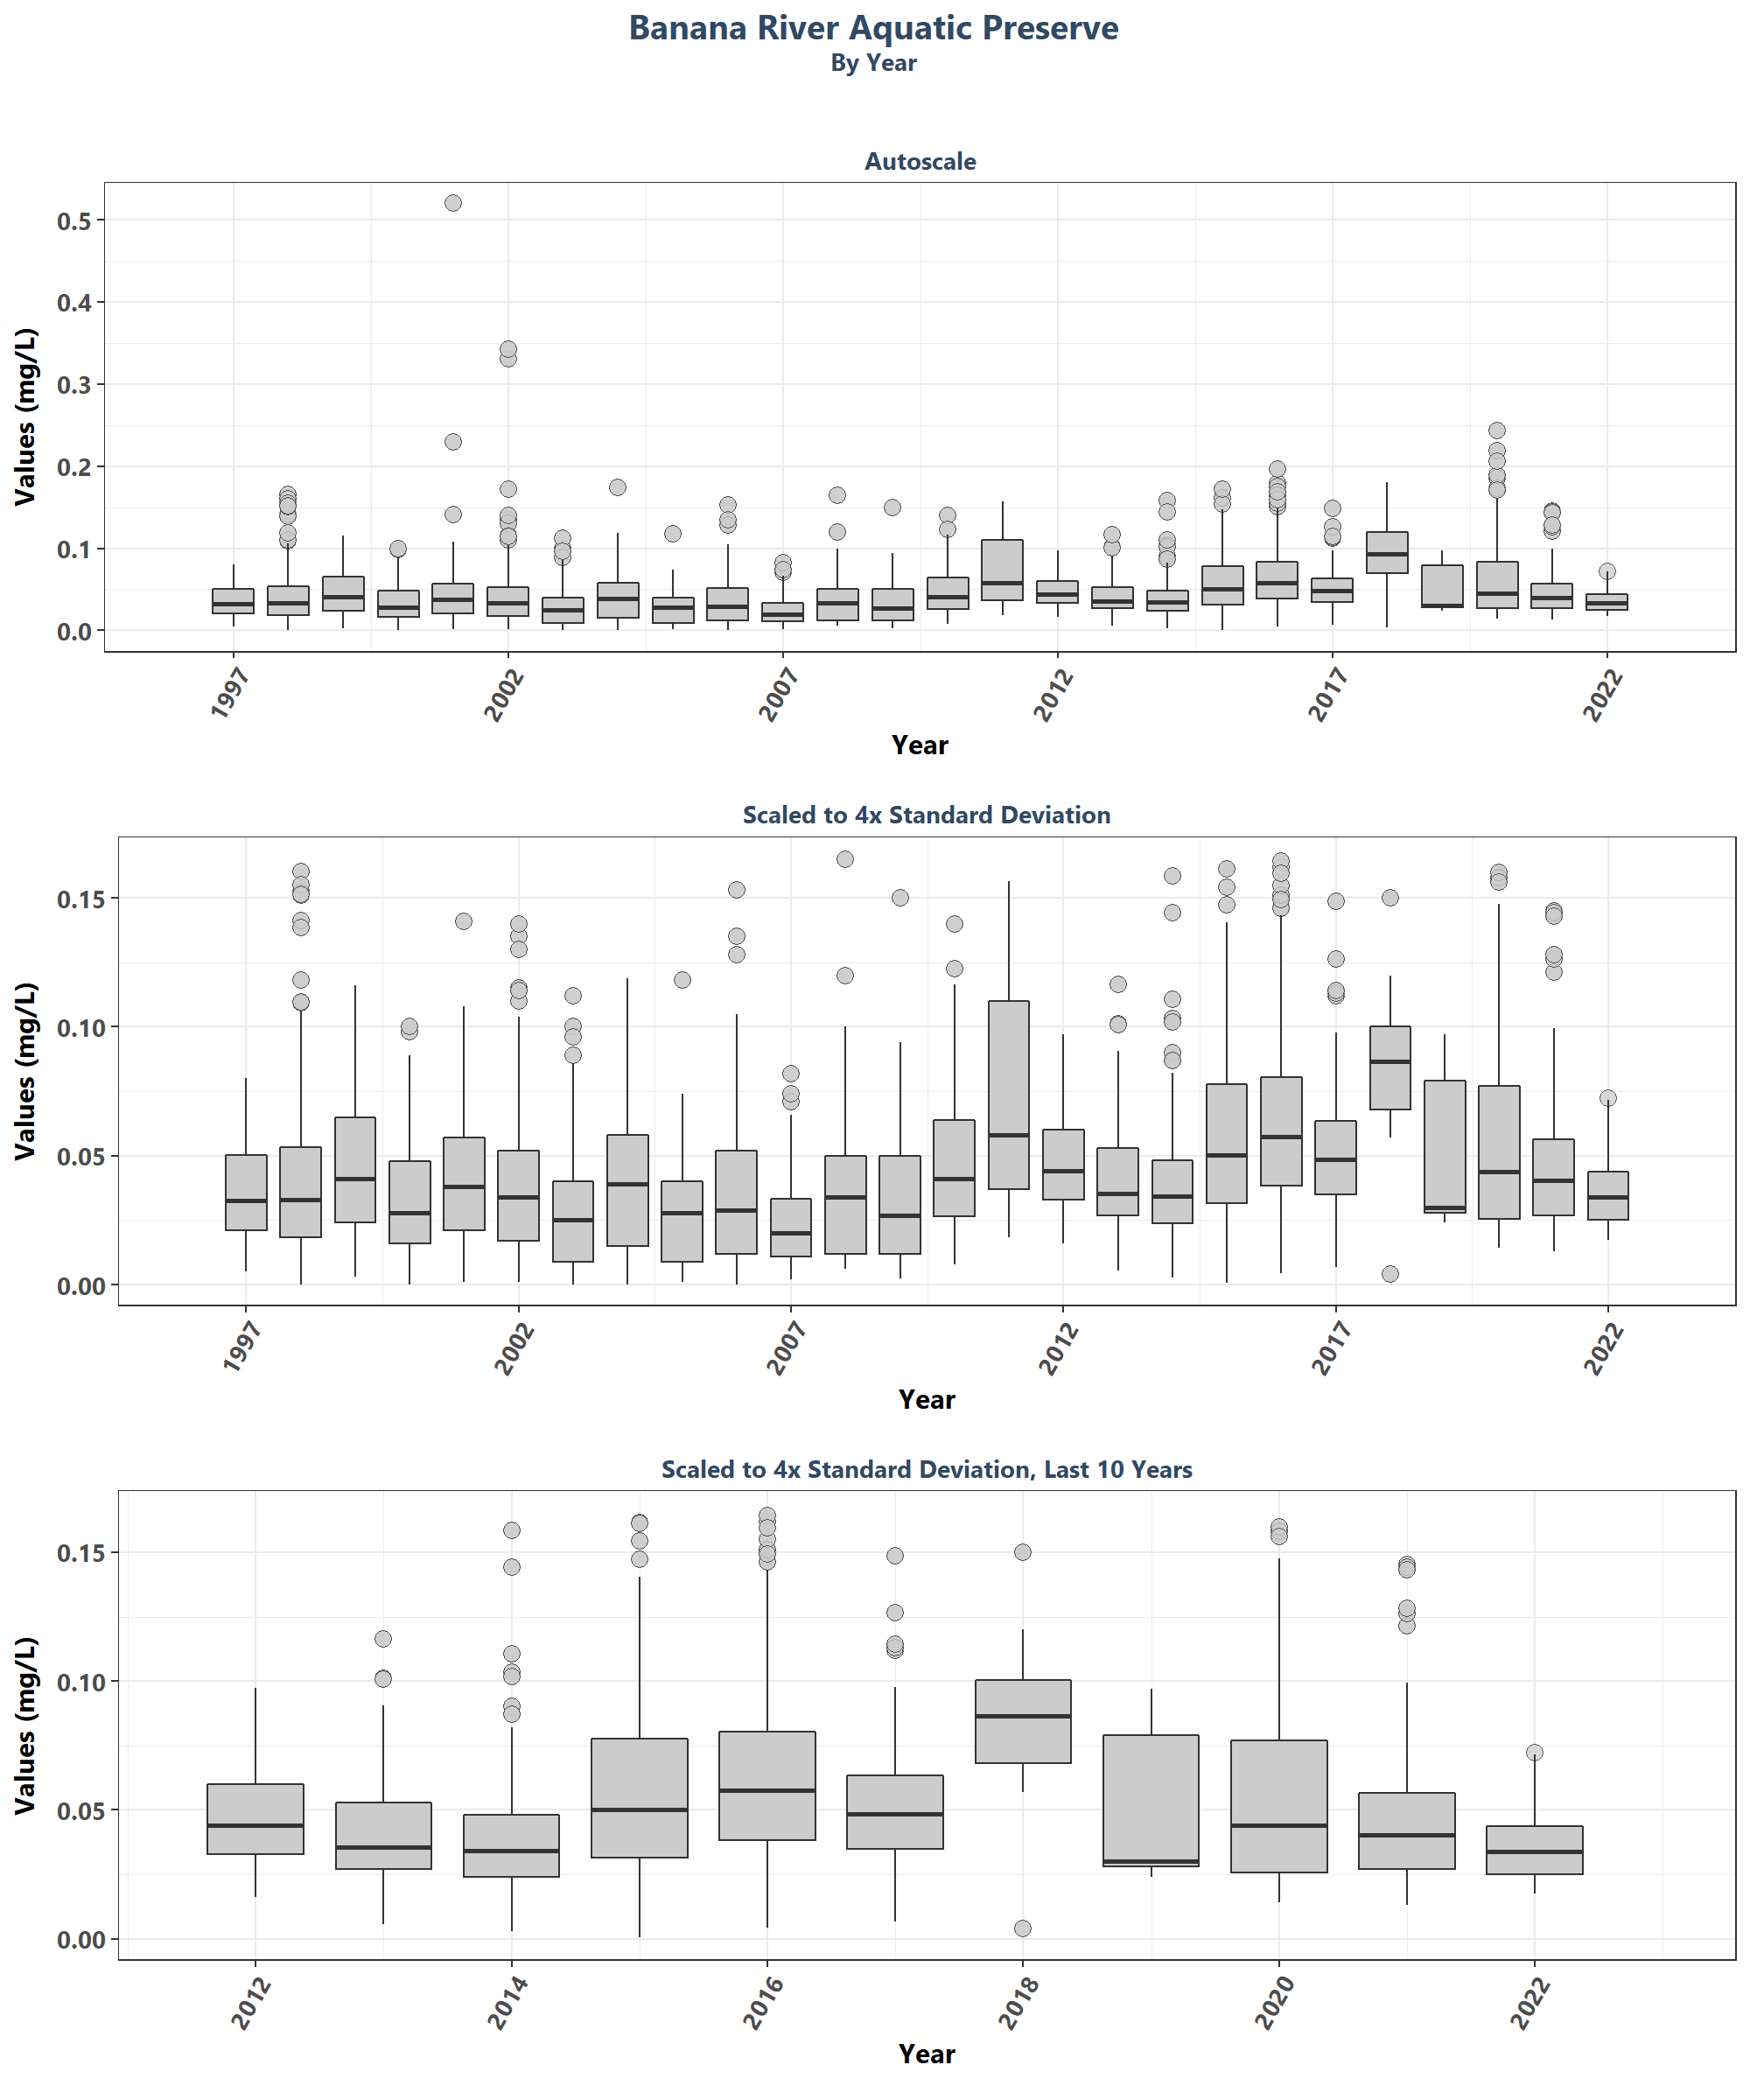 Banana River Aquatic Preserve
By Year
Autoscale
Values (mg/L)
0.5
0.4
0.3
0.2
0.1
0.0
1997
2002
2007
2012
2017
2022
Year
Scaled to 4x Standard Deviation
Values (mg/L)
0.15
0.10
0.05
0.00
1997
2002
2007
2012
2017
2022
Year
Scaled to 4x Standard Deviation, Last 10 Years
Values (mg/L)
0.15
0.10
0.05
0.00
2012
2014
2016
2018
2020
2022
Year